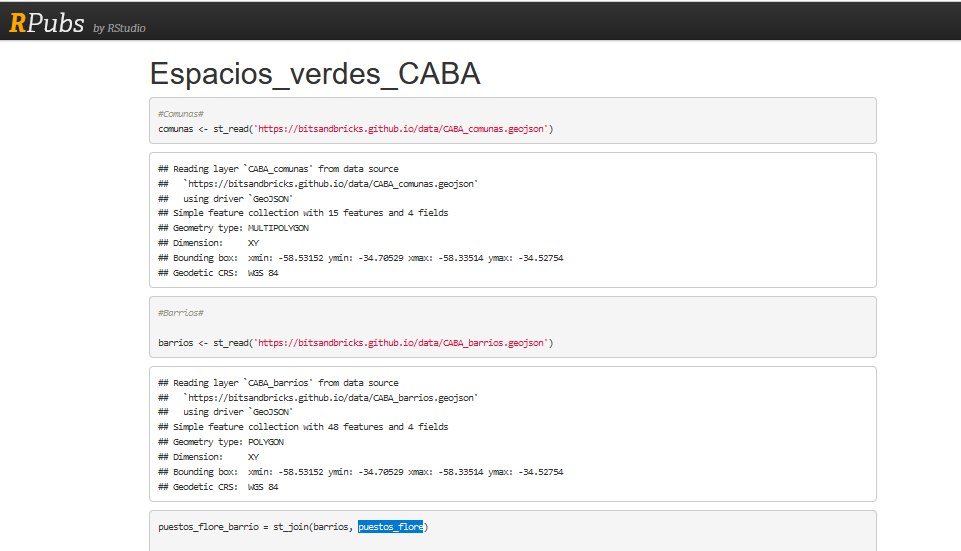 RPubs by RStudio
Espacios_verdes_CABA
#Comunas#
comunas <- st_read('https://bitsandbricks.github.io/data/CABA_comunas.geojson')
## Reading layer `CABA_comunas' from data source
##   `https://bitsandbricks.github.io/data/CABA_comunas.geojson'
##   using driver `GeoJSON'
## Simple feature collection with 15 features and 4 fields
## Geometry type: MULTIPOLYGON
## Dimension:     XY
## Bounding box:  xmin: -58.53152 ymin: -34.70529 xmax: -58.33514 ymax: -34.52754
## Geodetic CRS:  WGS 84
#Barrios#
barrios <- st_read('https://bitsandbricks.github.io/data/CABA_barrios.geojson')
## Reading layer `CABA_barrios' from data source
##   `https://bitsandbricks.github.io/data/CABA_barrios.geojson'
##   using driver `GeoJSON'
## Simple feature collection with 48 features and 4 fields
## Geometry type: POLYGON
## Dimension:     XY
## Bounding box:  xmin: -58.53152 ymin: -34.70529 xmax: -58.33514 ymax: -34.52754
## Geodetic CRS:  WGS 84
puestos_flore_barrio = st_join(barrios, puestos_flore)